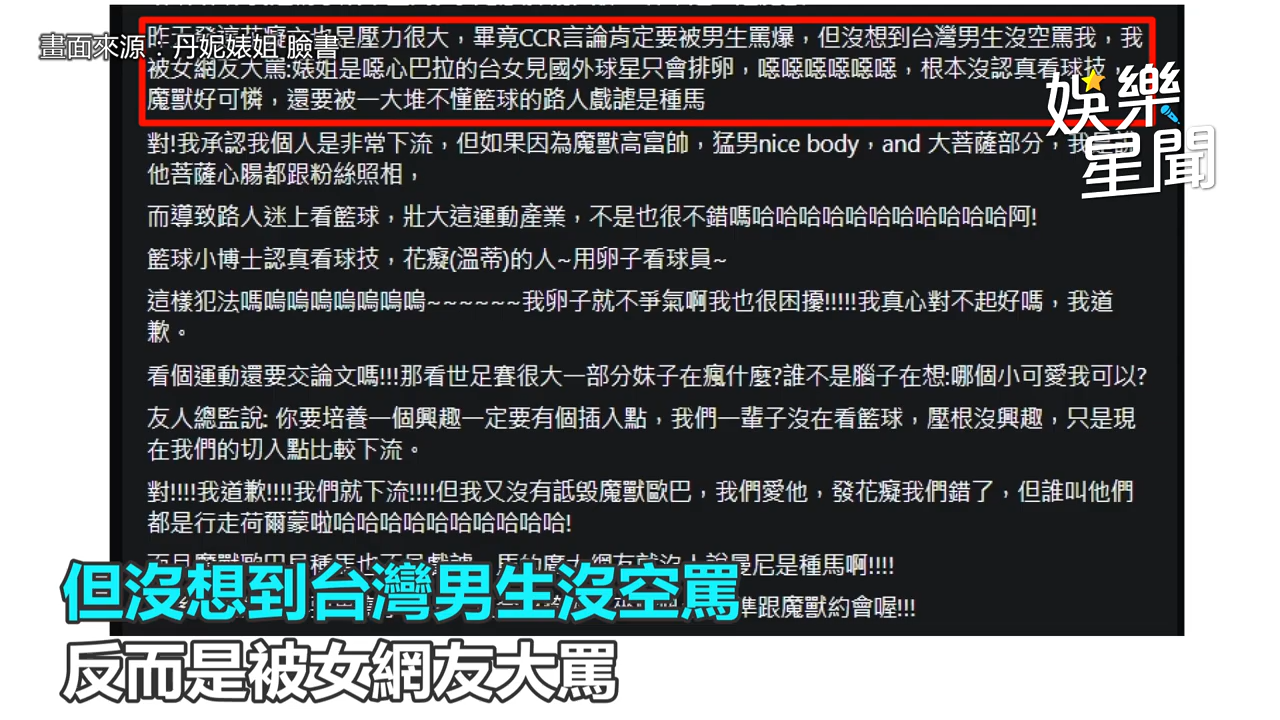 畫面來源：丹妮婊姐 臉書
也是壓力很大，畢竟CCR言論肯定要被男生罵爆，但沒想到台灣男生沒空罵我，我
被女網友大罵:婊姐是噁心巴拉的台女見國外球星只會排卵，噁噁噁噁噁噁，根本沒認真看球技，
魔獸好可憐，還要被一大堆不懂籃球的路人戲謔是種馬
娛樂
星聞
對!我承認我個人是非常下流，但如果因為魔獸高富帥，猛男nice body，and 大菩薩部分，我
他菩薩心腸都跟粉絲照相，
而導致路人迷上看籃球，壯大這運動產業，不是也很不錯嗎哈哈哈哈哈哈哈哈哈哈哈阿!
籃球小博士認真看球技，花癡(溫蒂)的人~用卵子看球員~
這樣犯法嗎嗚嗚嗚嗚嗚嗚嗚~~~~~~我卵子就不爭氣啊我也很困擾!!!!!我真心對不起好嗎，我道
歉。
看個運動還要交論文嗎!!!那看世足賽很大一部分妹子在瘋什麼?誰不是腦子在想:哪個小可愛我可以?
友人總監說: 你要培養一個興趣一定要有個插入點，我們一輩子沒在看籃球，壓根沒興趣，只是現
在我們的切入點比較下流。
對!!!!我道歉!!!!我們就下流!!!!但我又沒有詆毀魔獸歐巴，我們愛他，發花癡我們錯了，但誰叫他們
都是行走荷爾蒙啦哈哈哈哈哈哈哈哈哈哈!
曼尼是種馬啊!!!!
準跟魔獸約會喔!!!
但沒想到台灣男生沒空罵
反而是被女網友大罵